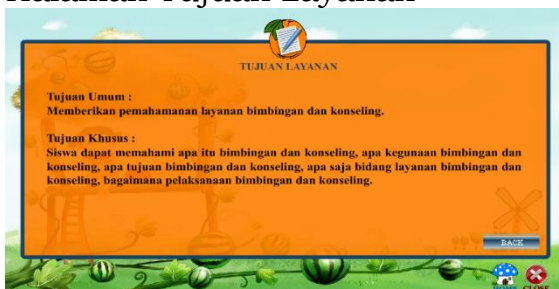 Halaman Tujuan Layanan
TUJUAN LAYANAN
Tujuan Umum :
Memberikan pemahamanan layanan bimbingan dan konseling.
Tujuan Khusus :
Siswa dapat memahami apa itu bimbingan dan konseling, apa kegunaan bimbingan dan
konseling, apa tujuan bimbingan dan konseling, apa saja bidang layanan bimbingan dan
konseling, bagaimana pelaksanaan bimbingan dan konseling.
BACK
HOME CLOSE